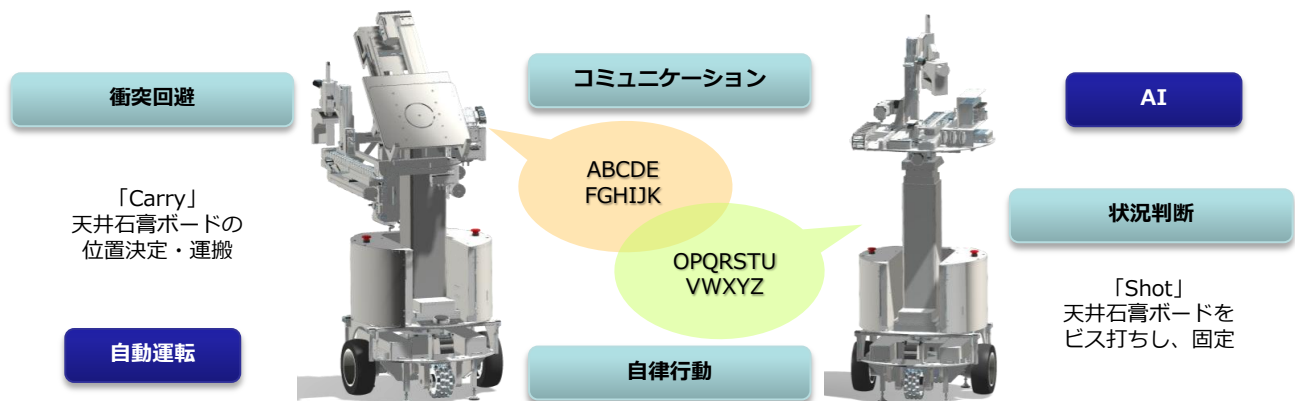 衝突回避
コミュニケーション
AI
ABCDE
FGHIJK
「Carry」
天井石膏ボードの
位置決定・運搬
状況判断
OPQRSTU
VWXYZ
「Shot」
天井石膏ボードを
ビス打ちし、固定
自動運転
自律行動